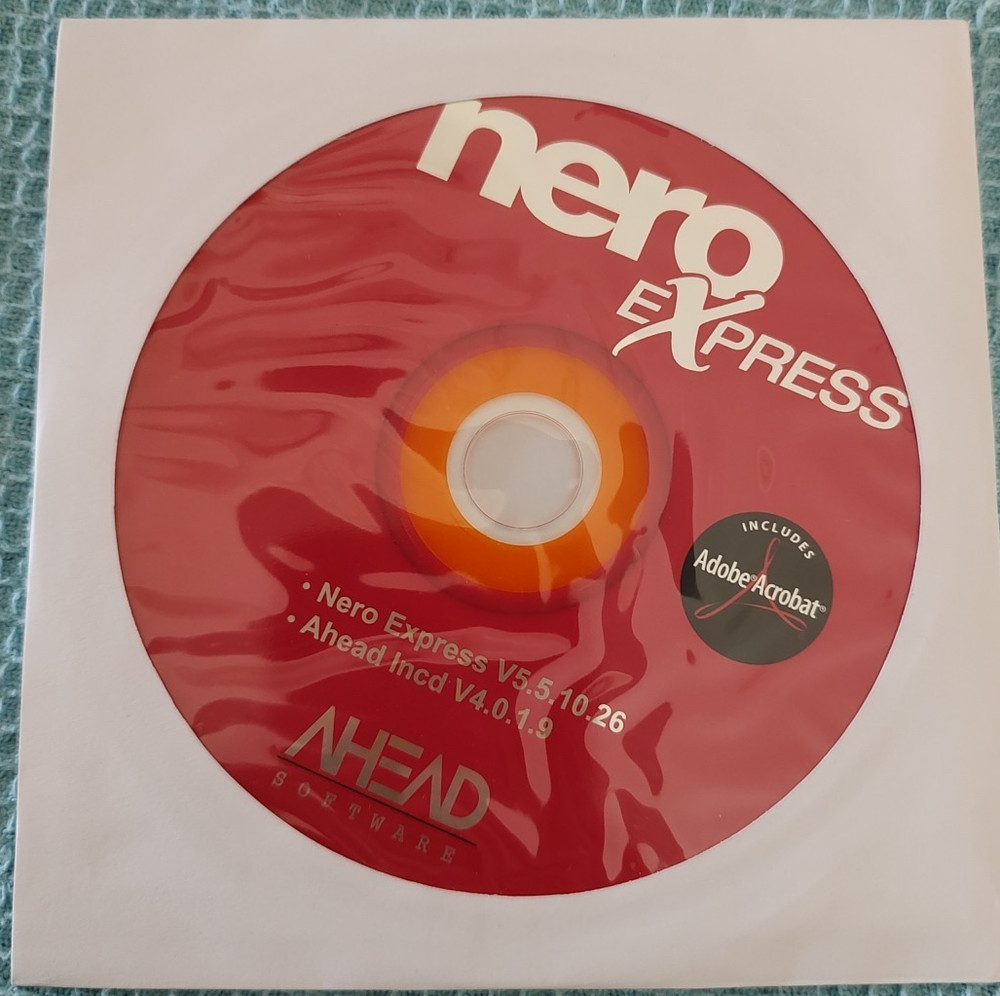 nero
EXPRESS
INCLUDES
Adobe® Acrobat®
• Nero Express V5.5.10.26
• Ahead Incd V4.0.1.9
AHEAD
SOFTWARE